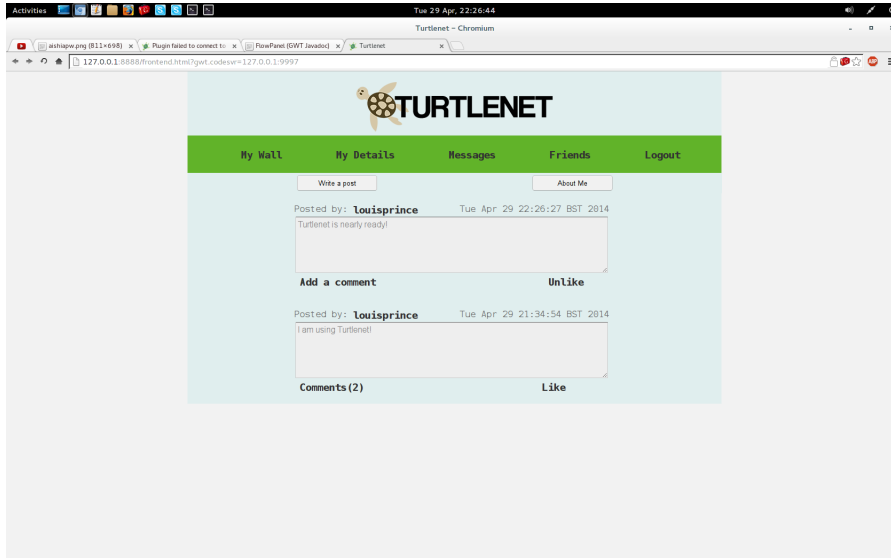 Activities
Tue 29 Apr, 22:26:44
Turtlenet - Chromium
aishiapw.png (811×698)
Plugin failed to connect to
FlowPanel (GWT Javadoc)
Turtlenet
127.0.0.1:8888/frontend.html?gwt.codesvr=127.0.0.1:9997
TURTLENET
My Wall My Details Messages Friends Logout
Write a post About Me
Posted by: louisprince Tue Apr 29 22:26:27 BST 2014
Turtlenet is nearly ready!
Add a comment Unlike
Posted by: louisprince Tue Apr 29 21:34:54 BST 2014
I am using Turtlenet!
Comments(2) Like